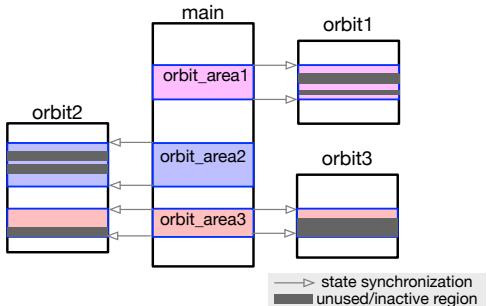 main
orbit1
orbit_area1
orbit2
orbit_area2
orbit3
orbit_area3
state synchronization
unused/inactive region